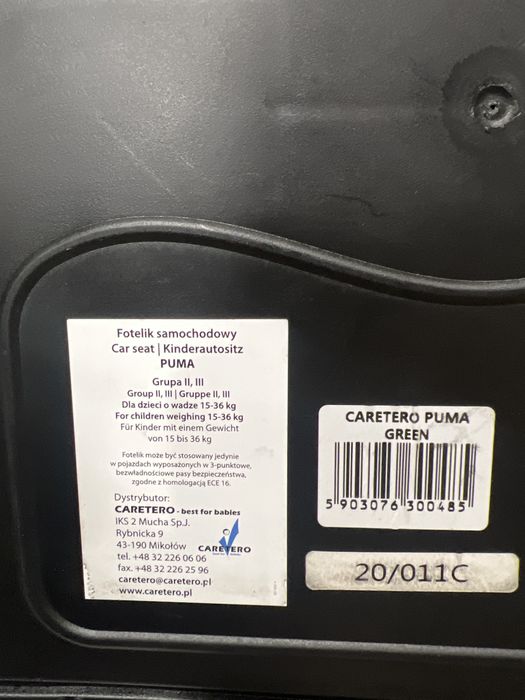 Fotelik samochodowy
Car seat | Kinderautositz
PUMA
Grupa II, III
Group II, III | Gruppe II, III
Dla dzieci o wadze 15-36 kg
For children weighing 15-36 kg
Für Kinder mit einem Gewicht
von 15 bis 36 kg
Fotelik może być stosowany jedynie
w pojazdach wyposażonych w 3-punktowe,
bezwładnościowe pasy bezpieczeństwa,
zgodne z homologacją ECE 16.
Dystrybutor:
CARETERO - best for babies
IKS 2 Mucha Sp.J.
Rybnicka 9
43-190 Mikołów
tel. +48 32 226 06 06
fax. +48 32 226 25 96
caretero@caretero.pl
www.caretero.pl
CARETERO
CARETERO PUMA
GREEN
5 903076 300485
20/011C